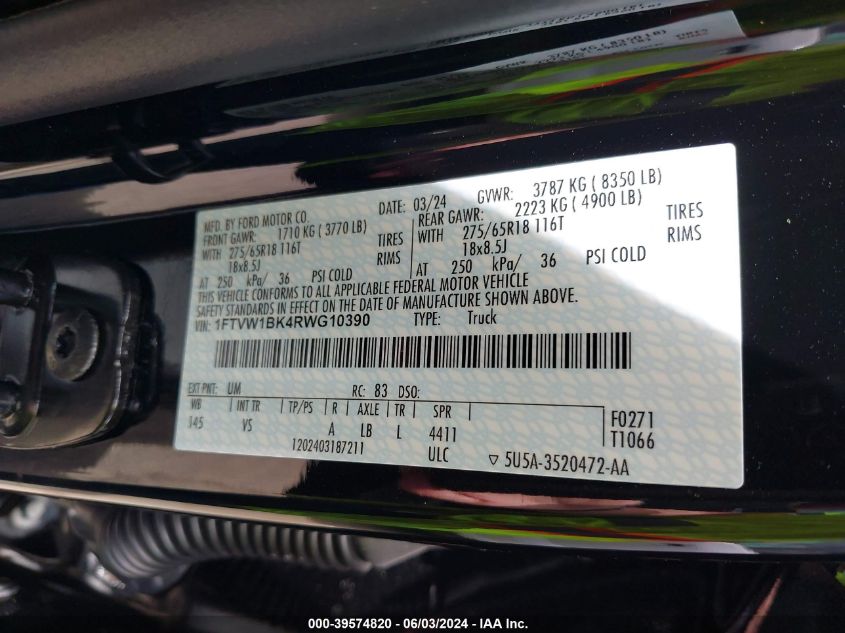 MFD. BY FORD MOTOR CO.
DATE: 03/24 GVWR: 3787 KG ( 8350 LB)
FRONT GAWR: 1710 KG ( 3770 LB) REAR GAWR: 2223 KG ( 4900 LB)
WITH 275/65R18 116T TIRES WITH 275/65R18 116T TIRES
18x8.5J RIMS 18x8.5J RIMS
AT 250 kPa/ 36 PSI COLD AT 250 kPa/ 36 PSI COLD
THIS VEHICLE CONFORMS TO ALL APPLICABLE FEDERAL MOTOR VEHICLE
SAFETY STANDARDS IN EFFECT ON THE DATE OF MANUFACTURE SHOWN ABOVE.
VIN: 1FTVW1BK4RWG10390 TYPE: Truck
EXT PNT: UM RC: 83 DSO:
WB INT TR TP/PS R AXLE TR SPR
145 VS A LB L 4411
F0271
T1066
1202403187211 ULC ▽ 5U5A-3520472-AA
000-39574820 - 06/03/2024 - IAA Inc.